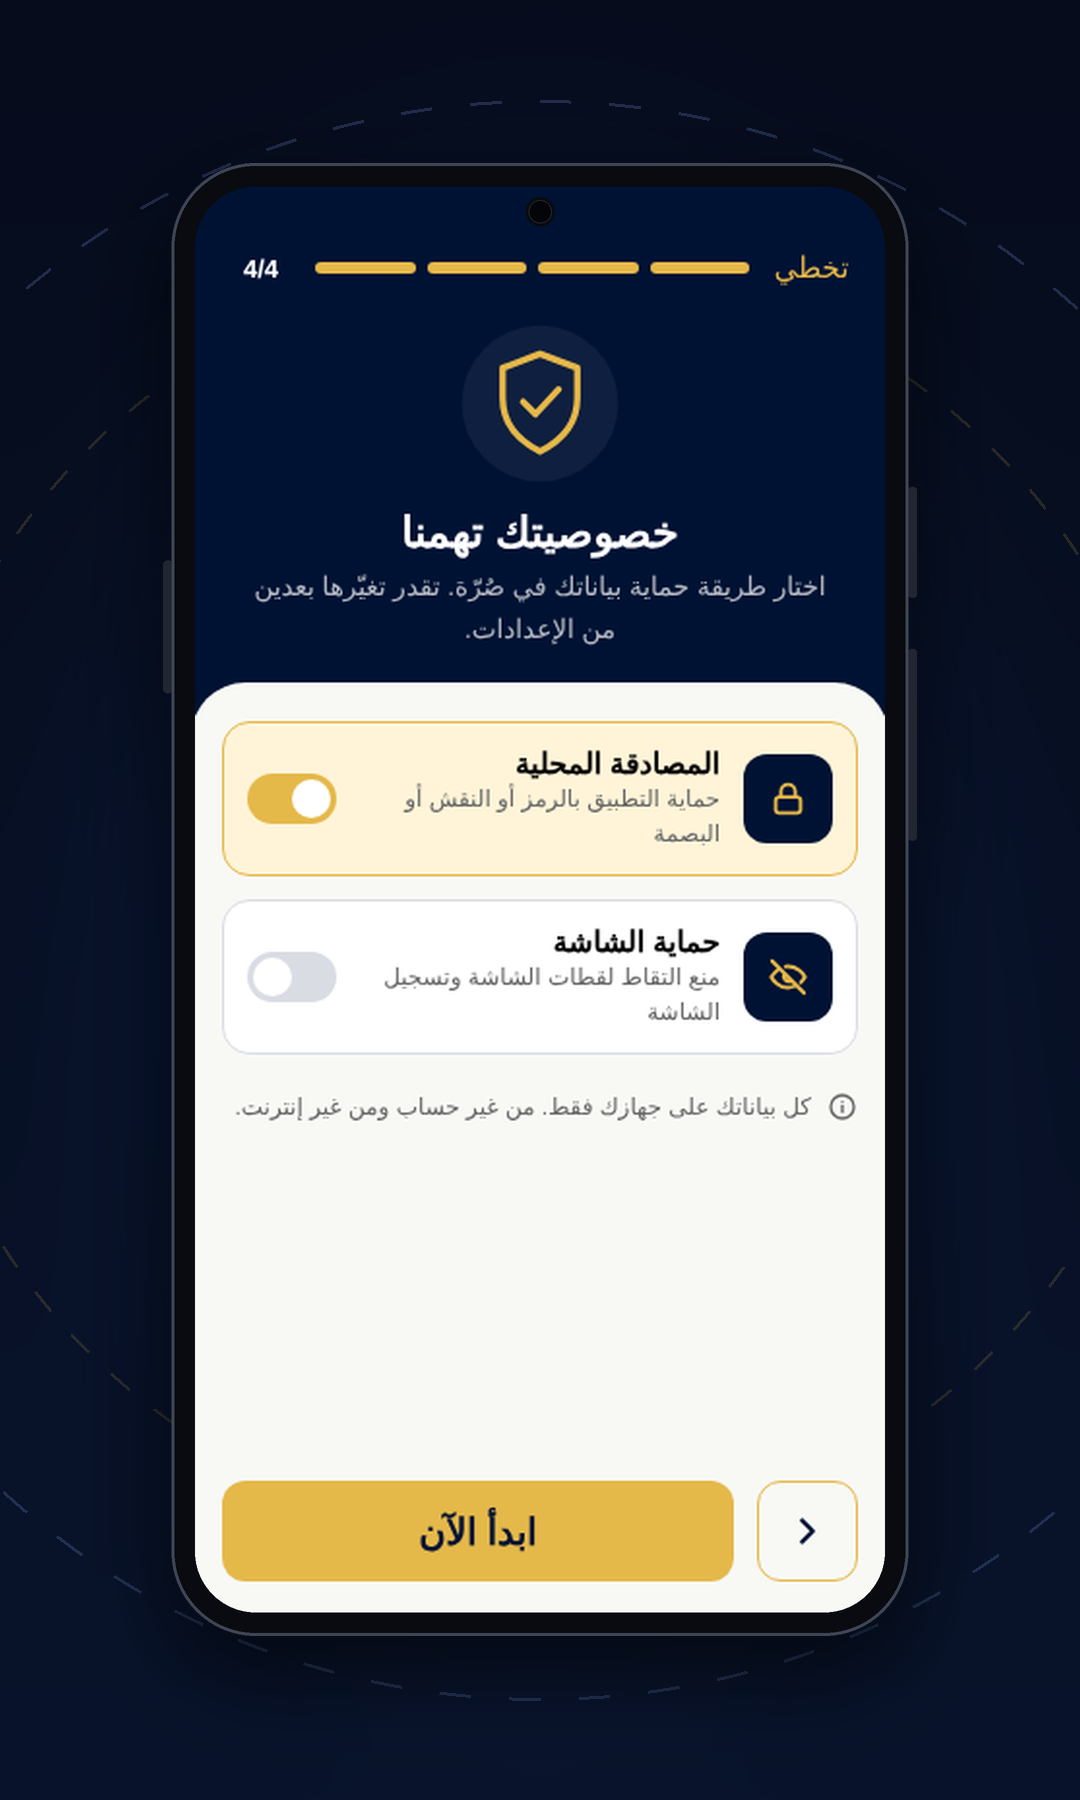 تخطي
4/4
خصوصيتك تهمنا
اختار طريقة حماية بياناتك في صُرّة. تقدر تغيّرها بعدين
من الإعدادات.
المصادقة المحلية
حماية التطبيق بالرمز أو النقش أو
البصمة
حماية الشاشة
منع التقاط لقطات الشاشة وتسجيل
الشاشة
كل بياناتك على جهازك فقط. من غير حساب ومن غير إنترنت.
ابدأ الآن